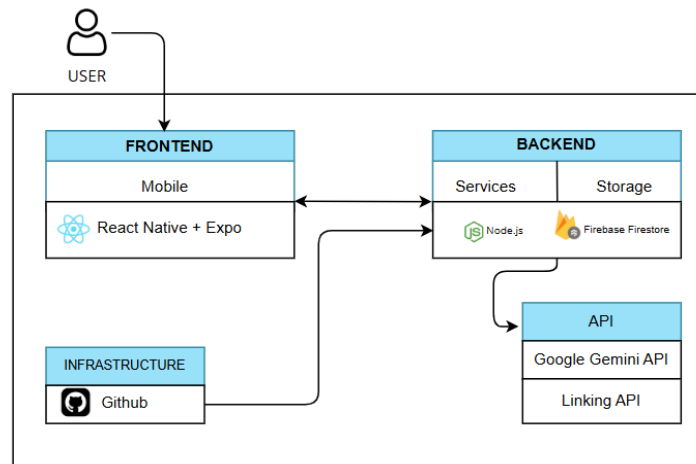 USER
FRONTEND
Mobile
React Native + Expo
BACKEND
Services
Storage
JS Node.js
Firebase Firestore
API
Google Gemini API
Linking API
INFRASTRUCTURE
Github